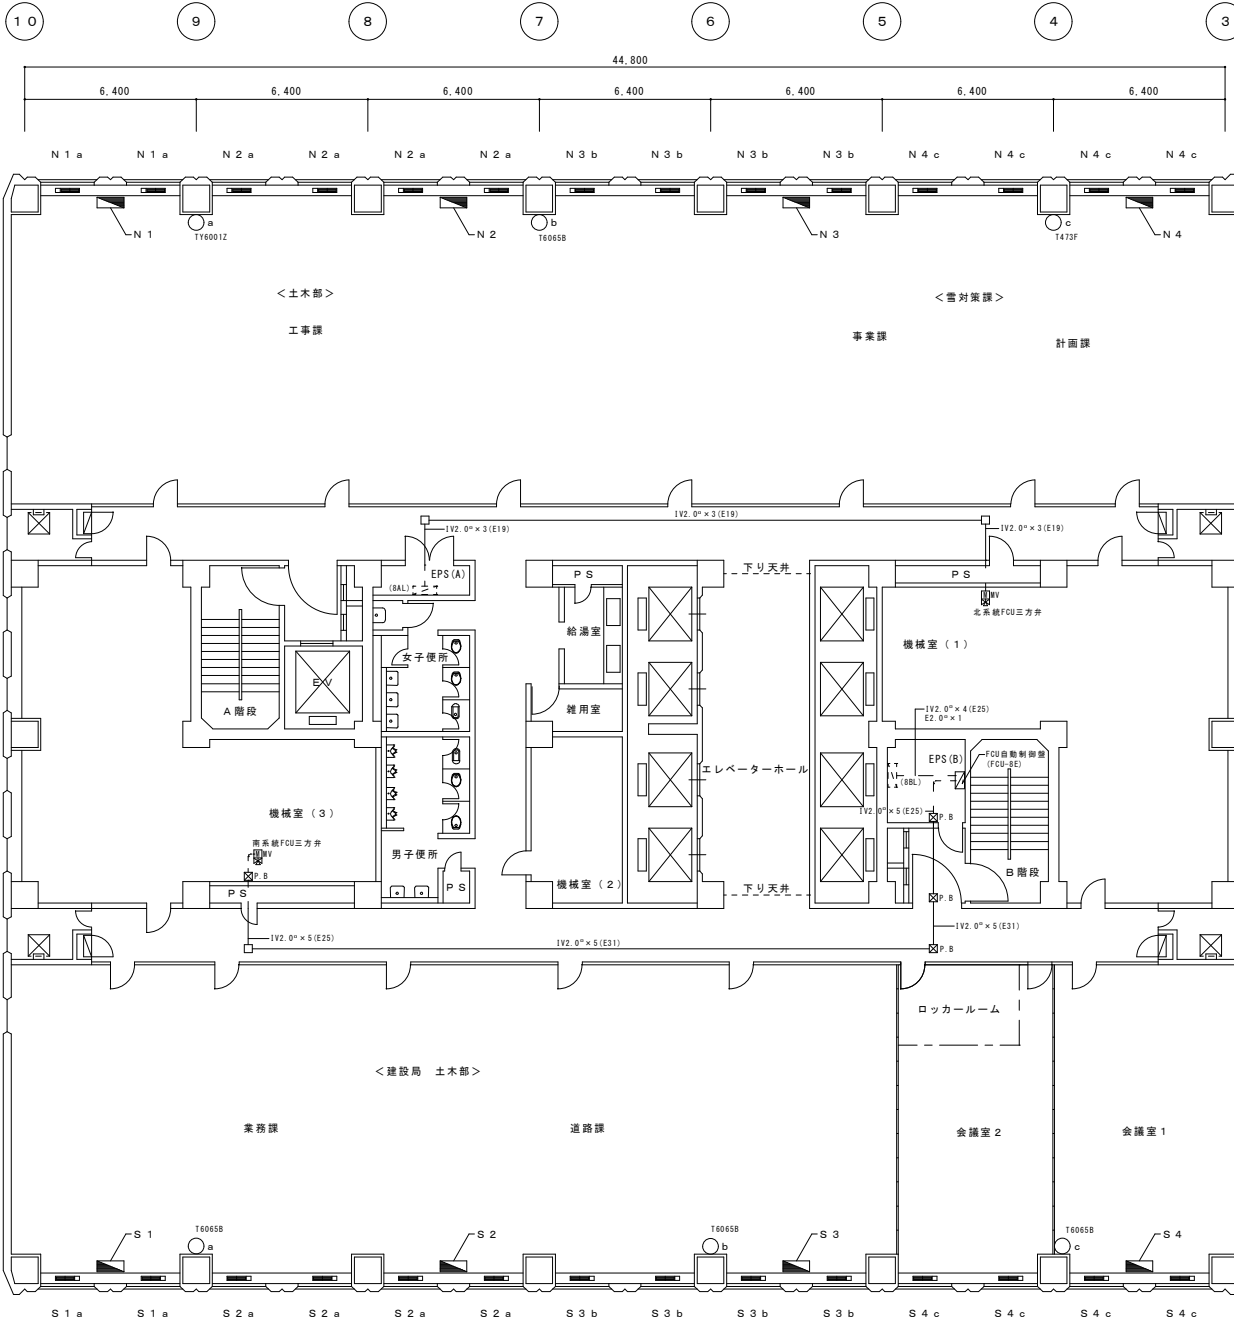 10 9 8 7 6 5 4 3
44,800
6,400 6,400 6,400 6,400 6,400 6,400 6,400
N1a N1a N2a N2a N2a N2a N3b N3b N3b N3b N4c N4c N4c N4c
a b c
N1 TY6001Z N2 T6065B N3 T473F N4
<土木部> <雪対策課>
工事課 事業課 計画課
IV2.0□×3(E19)
IV2.0□×3(E19) IV2.0□×3(E19)
EPS(A) PS 下り天井 PS
(8AL) MV
M
北系統FCU三方弁
給湯室 機械室(1)
女子便所
EV
A階段 雑用室 IV2.0□×4(E25)
E2.0□×1
エレベーターホール EPS(B) FCU自動制御盤
(8BL) (FCU-8E)
機械室(3) IV2.0□×5(E25) P.B
南系統FCU三方弁
MV
M
男子便所
P.B B階段
PS PS 機械室(2) 下り天井 P.B
IV2.0□×5(E25) IV2.0□×5(E31) IV2.0□×5(E31)
P.B
ロッカールーム
<建設局 土木部>
業務課 道路課 会議室2 会議室1
S1 T6065B S2 T6065B S3 T6065B S4
a b c
S1a S1a S2a S2a S2a S2a S3b S3b S3b S3b S4c S4c S4c S4c